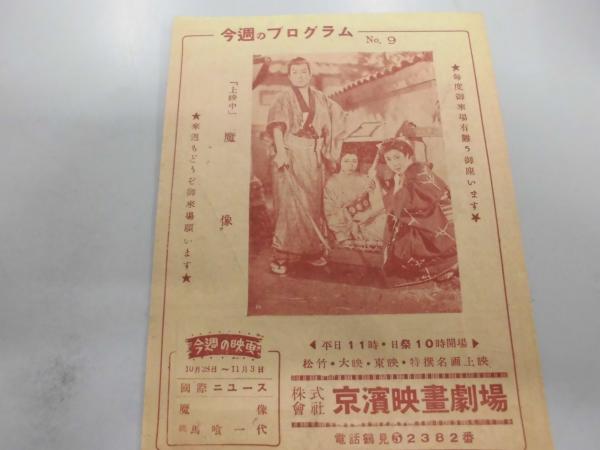 今週のプログラム No. 9
★毎度御来場有難う御座います★
「上映中」 魔像
★来週もどうぞ御来場願います★
今週の映画
10月28日～11月3日
國際ニュース
魔像
続馬喰一代
◀平日11時・日祭10時開場▶
松竹・大映・東映・特撰名画上映
株式會社 京濱映畫劇場
電話鶴見⑤2382番